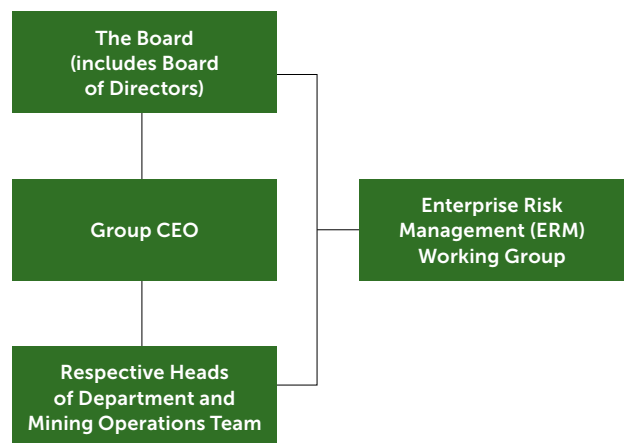 The Board
(includes Board
of Directors)
Group CEO
Enterprise Risk
Management (ERM)
Working Group
Respective Heads
of Department and
Mining Operations Team